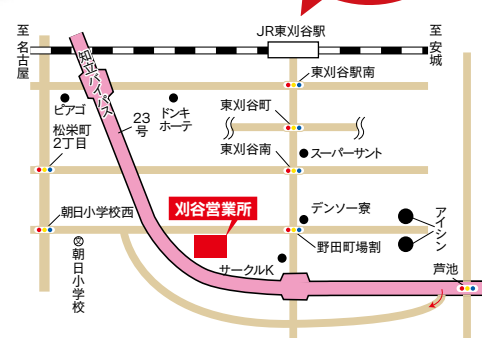 至名古屋
JR東刈谷駅
至安城
知立バイパス
東刈谷駅南
ピアゴ
ドンキ
ホーテ
23
号
東刈谷町
松栄町
2丁目
東刈谷南
スーパーサント
朝日小学校西
刈谷営業所
デンソー寮
アイシン
野田町場割
文
朝日小学校
サークルK
芦池